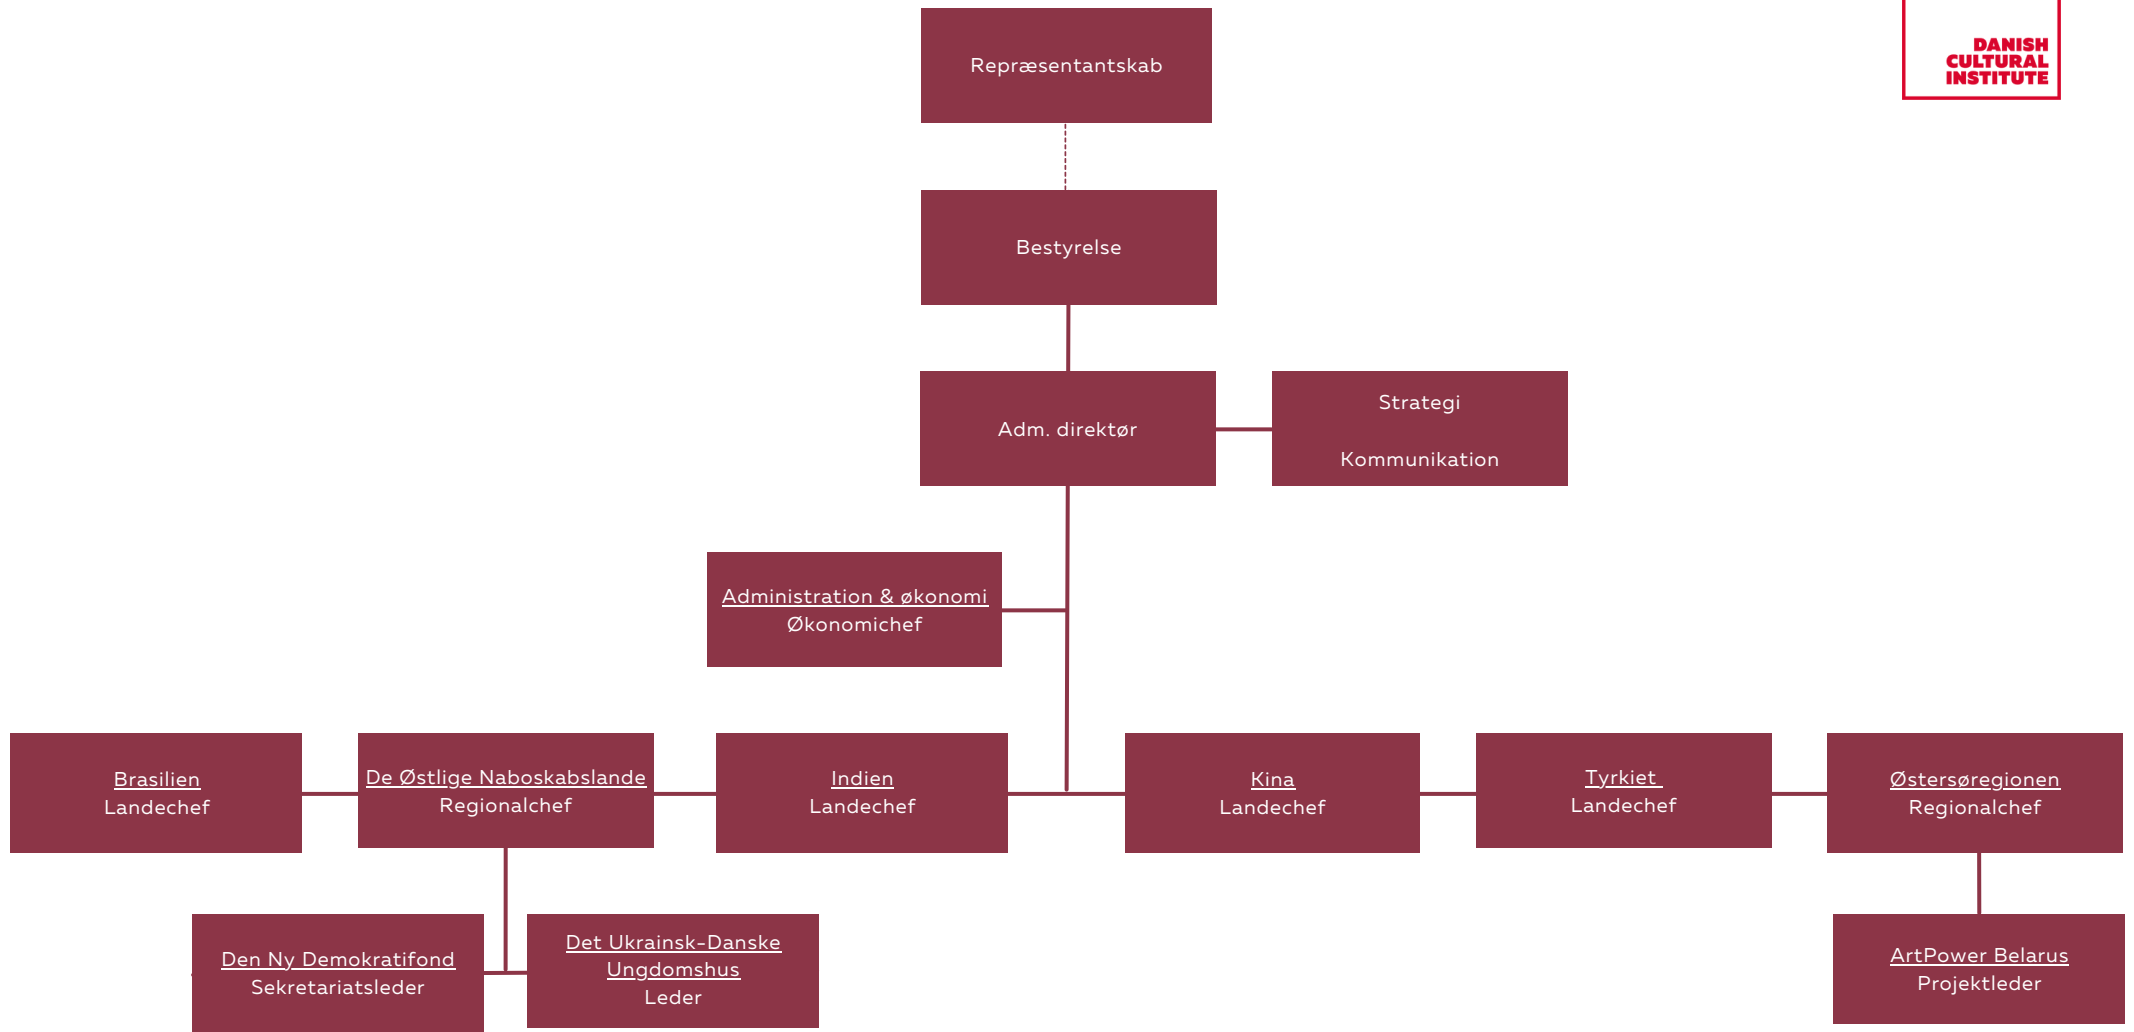 Repræsentantskab
DANISH
CULTURAL
INSTITUTE
Bestyrelse
Adm. direktør
Strategi
Kommunikation
Administration & økonomi
Økonomichef
Brasilien
Landechef
De Østlige Naboskabslande
Regionalchef
Indien
Landechef
Kina
Landechef
Tyrkiet
Landechef
Østersøregionen
Regionalchef
Den Ny Demokratifond
Sekretariatsleder
Det Ukrainsk-Danske
Ungdomshus
Leder
ArtPower Belarus
Projektleder